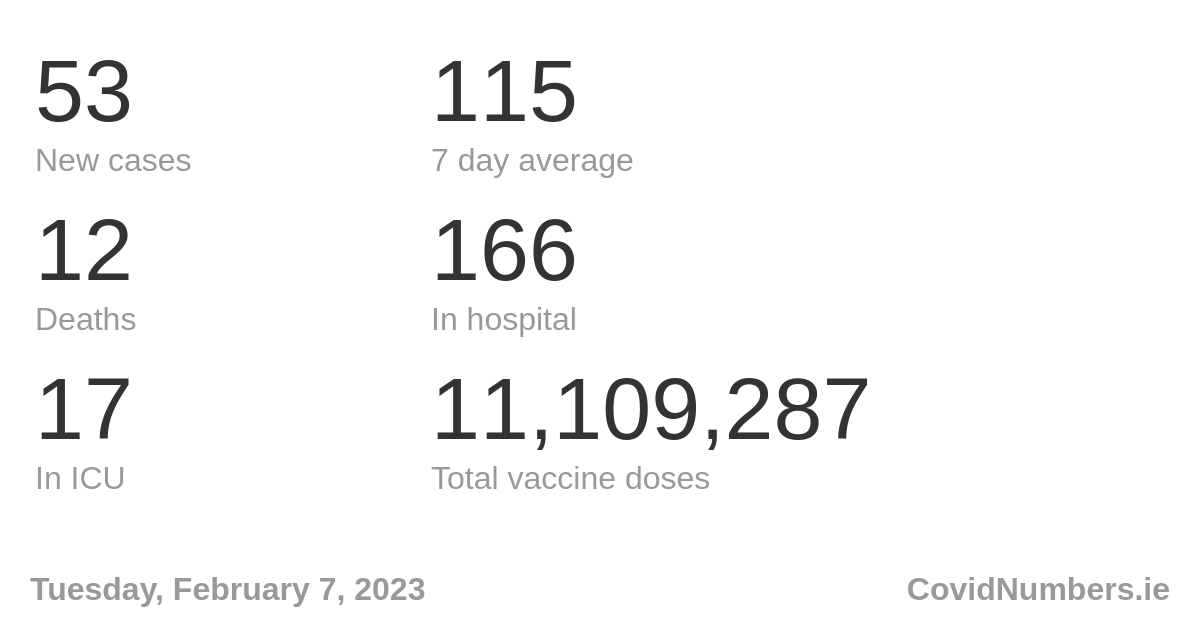 53
115
New cases
7 day average
12
166
Deaths
In hospital
17
11,109,287
In ICU
Total vaccine doses
Tuesday, February 7, 2023
CovidNumbers.ie